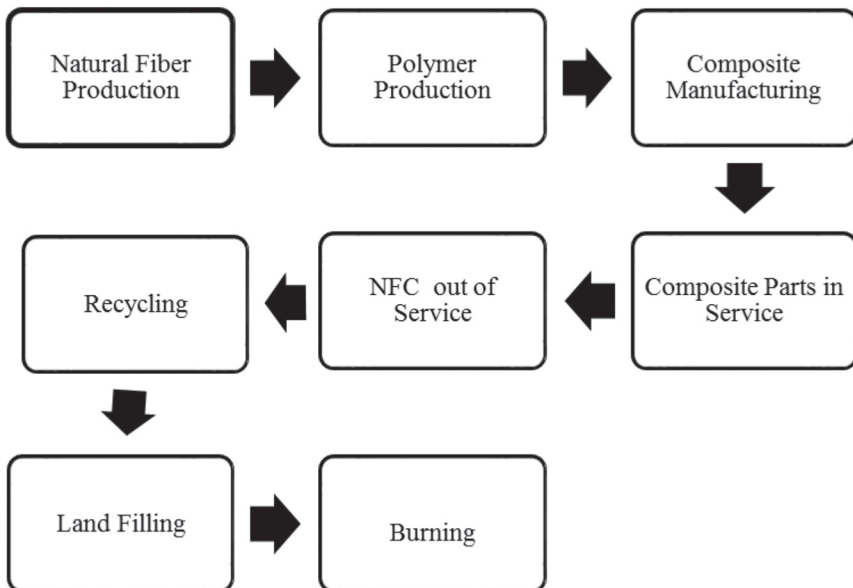 Natural Fiber
Production
Polymer
Production
Composite
Manufacturing
Composite Parts in
Service
NFC out of
Service
Recycling
Land Filling
Burning